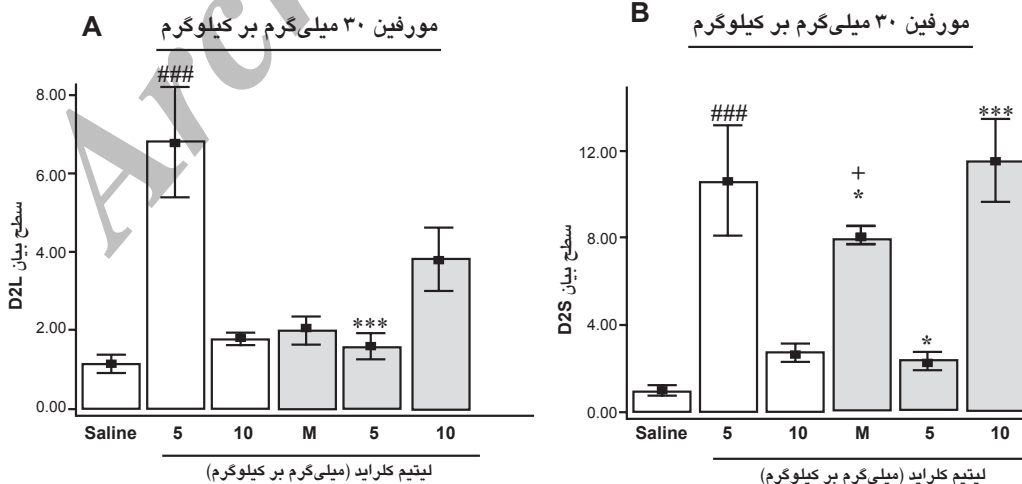 A
مورفین ۳۰ میلی‌گرم بر کیلوگرم
###
8.00
6.00
4.00
2.00
0.00
سطح بیان D2L
***
Saline 5 10 M 5 10
لیتیم کلراید (میلی‌گرم بر کیلوگرم)
B
مورفین ۳۰ میلی‌گرم بر کیلوگرم
###
+
*
*
***
12.00
8.00
4.00
0.00
سطح بیان D2S
Saline 5 10 M 5 10
لیتیم کلراید (میلی‌گرم بر کیلوگرم)